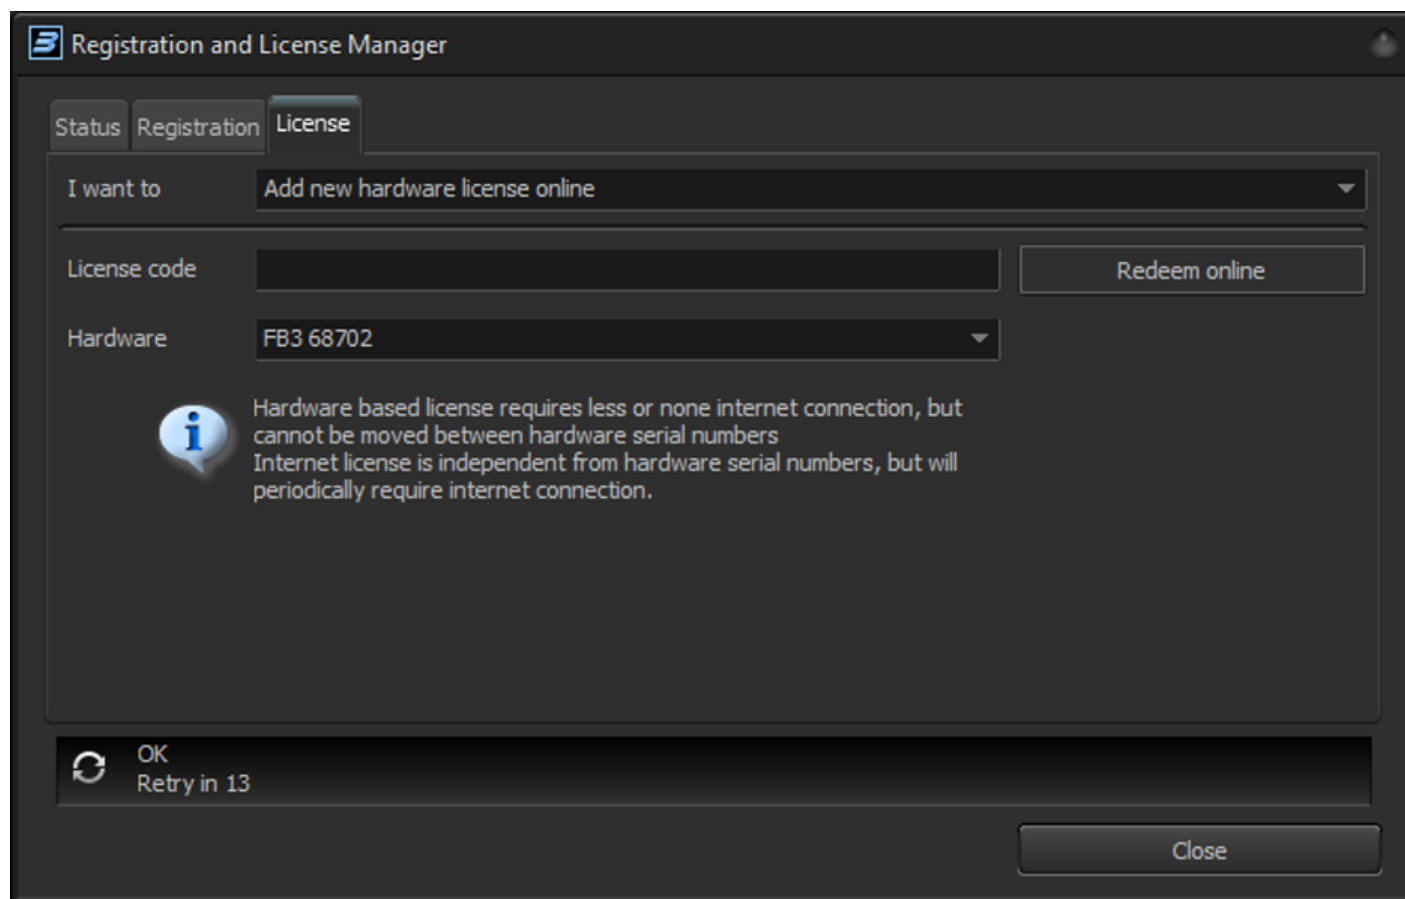 Registration and License Manager
Status Registration License
I want to Add new hardware license online
License code Redeem online
Hardware FB3 68702
Hardware based license requires less or none internet connection, but
cannot be moved between hardware serial numbers
Internet license is independent from hardware serial numbers, but will
periodically require internet connection.
OK
Retry in 13
Close